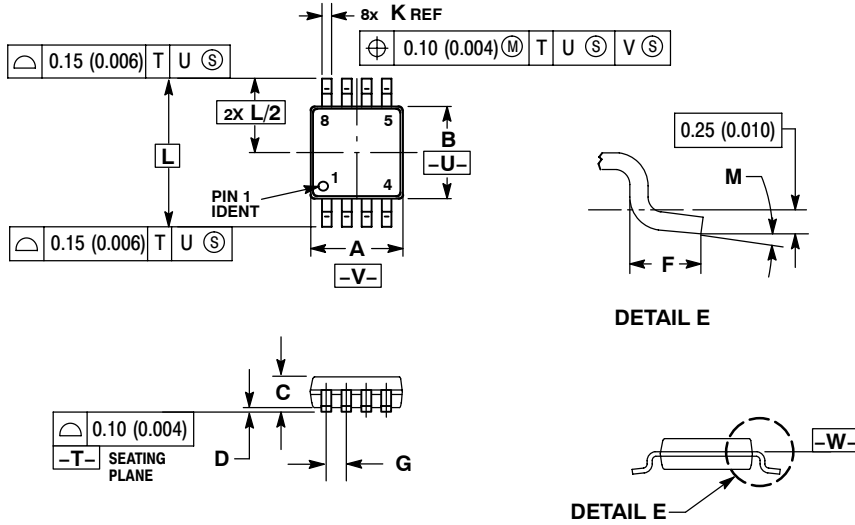 8x K REF
⌖ 0.10 (0.004) Ⓜ T U Ⓢ V Ⓢ
⌓ 0.15 (0.006) T U Ⓢ
2X L/2
8 5
B
-U-
L
1
4
PIN 1
IDENT
⌓ 0.15 (0.006) T U Ⓢ
A
-V-
0.25 (0.010)
M
F
DETAIL E
C
⌓ 0.10 (0.004)
-T- SEATING
PLANE
D
G
-W-
DETAIL E